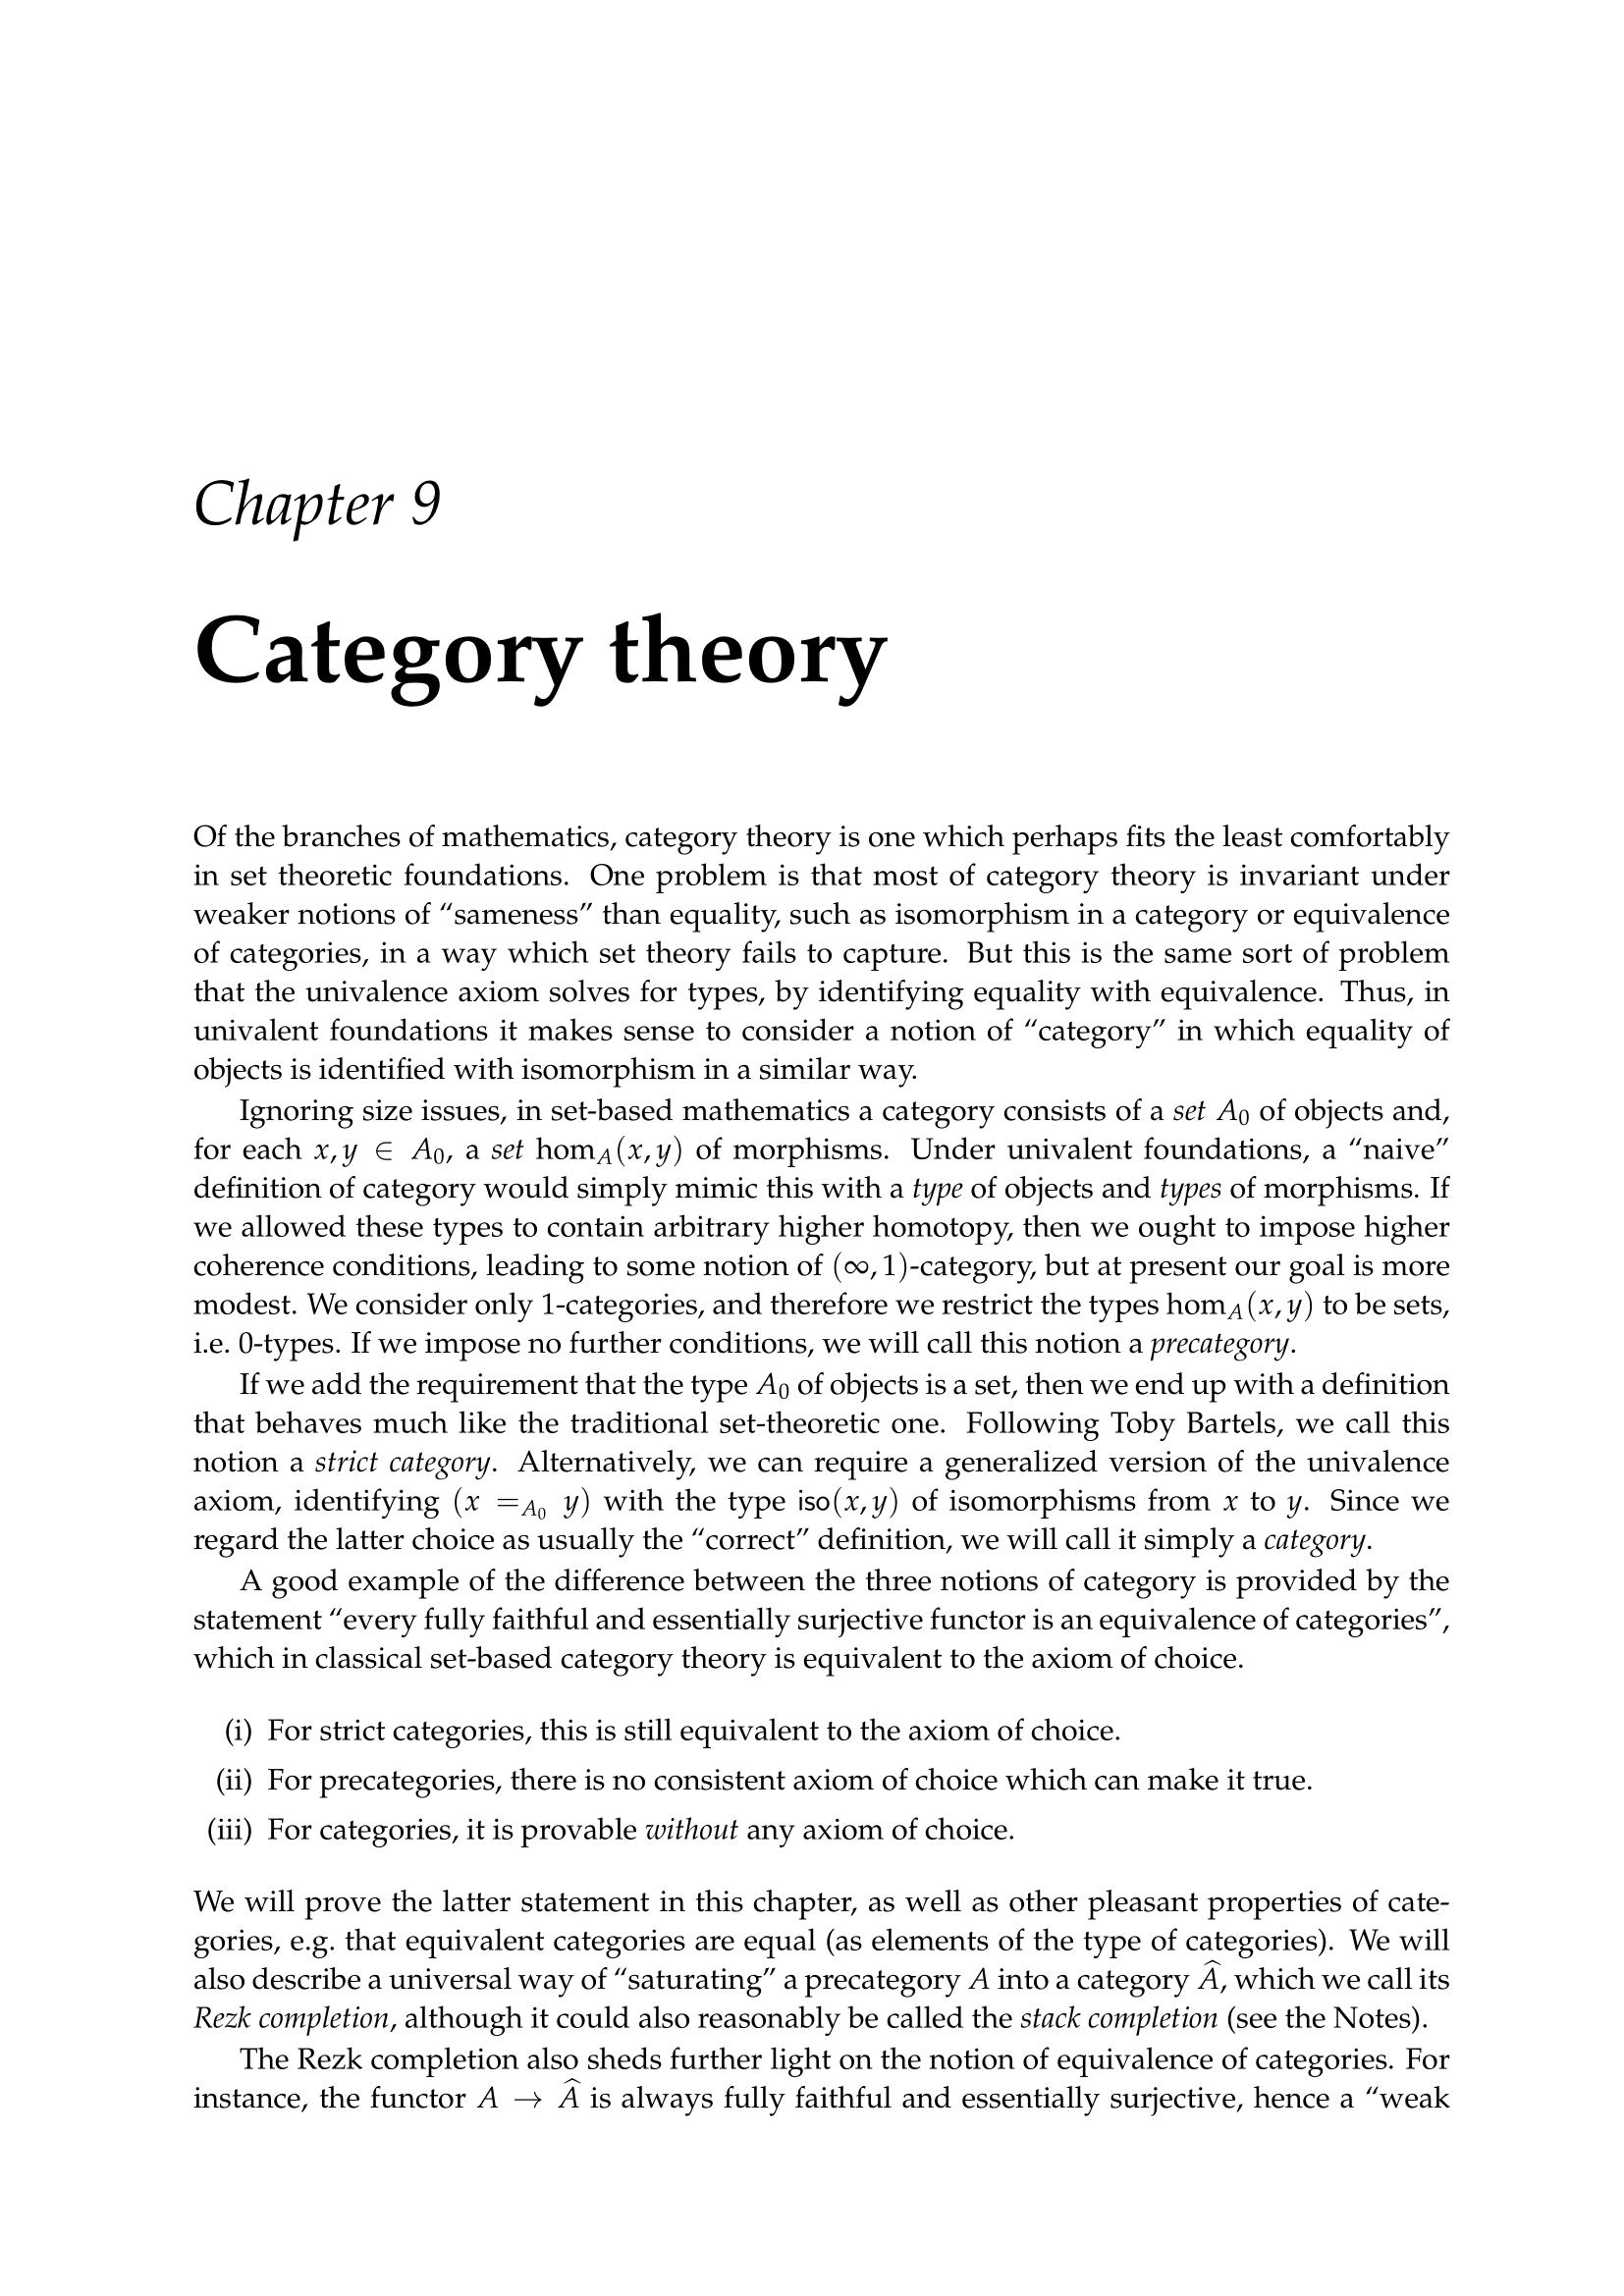 Chapter 9
Category theory
Of the branches of mathematics, category theory is one which perhaps fits the least comfortably
in set theoretic foundations. One problem is that most of category theory is invariant under
weaker notions of “sameness” than equality, such as isomorphism in a category or equivalence
of categories, in a way which set theory fails to capture. But this is the same sort of problem
that the univalence axiom solves for types, by identifying equality with equivalence. Thus, in
univalent foundations it makes sense to consider a notion of “category” in which equality of
objects is identified with isomorphism in a similar way.
Ignoring size issues, in set-based mathematics a category consists of a set A₀ of objects and,
for each x, y ∈ A₀, a set hom_A(x, y) of morphisms. Under univalent foundations, a “naive”
definition of category would simply mimic this with a type of objects and types of morphisms. If
we allowed these types to contain arbitrary higher homotopy, then we ought to impose higher
coherence conditions, leading to some notion of (∞, 1)-category, but at present our goal is more
modest. We consider only 1-categories, and therefore we restrict the types hom_A(x, y) to be sets,
i.e. 0-types. If we impose no further conditions, we will call this notion a precategory.
If we add the requirement that the type A₀ of objects is a set, then we end up with a definition
that behaves much like the traditional set-theoretic one. Following Toby Bartels, we call this
notion a strict category. Alternatively, we can require a generalized version of the univalence
axiom, identifying (x =_{A₀} y) with the type iso(x, y) of isomorphisms from x to y. Since we
regard the latter choice as usually the “correct” definition, we will call it simply a category.
A good example of the difference between the three notions of category is provided by the
statement “every fully faithful and essentially surjective functor is an equivalence of categories”,
which in classical set-based category theory is equivalent to the axiom of choice.
(i) For strict categories, this is still equivalent to the axiom of choice.
(ii) For precategories, there is no consistent axiom of choice which can make it true.
(iii) For categories, it is provable without any axiom of choice.
We will prove the latter statement in this chapter, as well as other pleasant properties of cate-
gories, e.g. that equivalent categories are equal (as elements of the type of categories). We will
also describe a universal way of “saturating” a precategory A into a category Â, which we call its
Rezk completion, although it could also reasonably be called the stack completion (see the Notes).
The Rezk completion also sheds further light on the notion of equivalence of categories. For
instance, the functor A → Â is always fully faithful and essentially surjective, hence a “weak